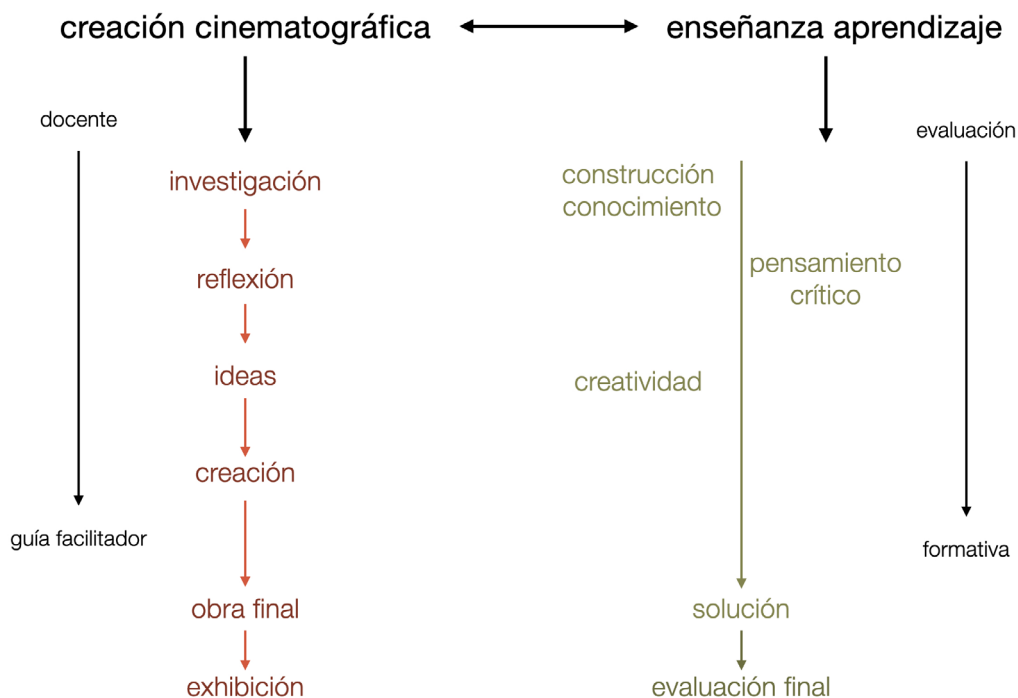 creación cinematográfica
enseñanza aprendizaje
docente
evaluación
investigación
construcción
conocimiento
reflexión
pensamiento
crítico
ideas
creatividad
creación
guía facilitador
formativa
obra final
solución
exhibición
evaluación final